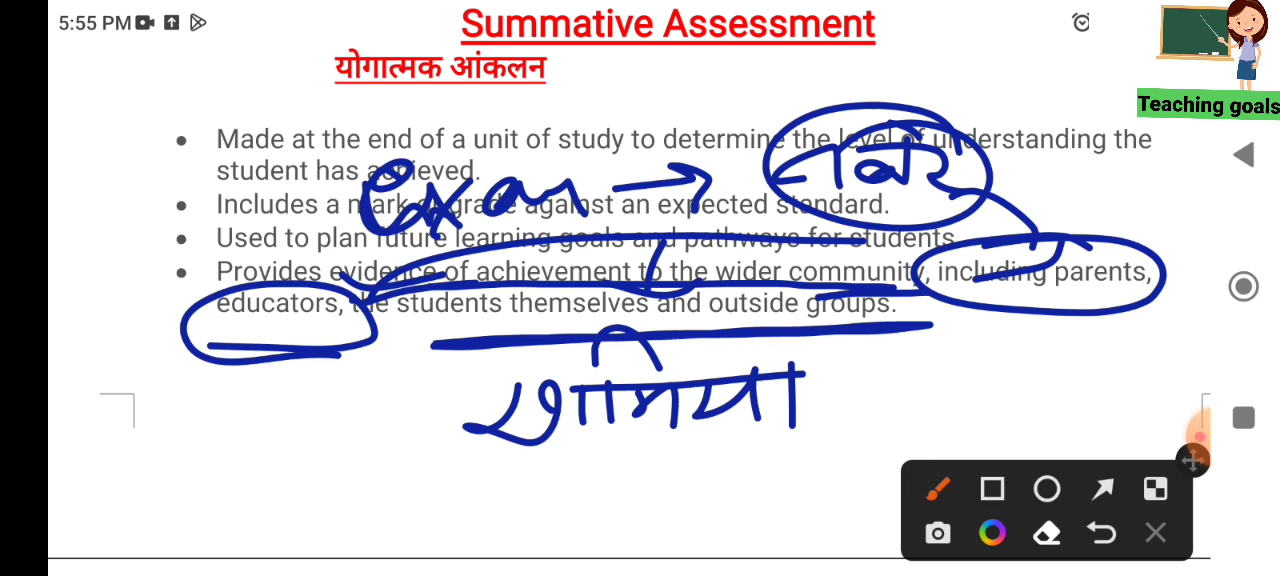 5:55 PM
Summative Assessment
योगात्मक आंकलन
Teaching goals
• Made at the end of a unit of study to determine the level of understanding the
student has achieved.
• Includes a mark or grade against an expected standard.
• Used to plan future learning goals and pathways for students.
• Provides evidence of achievement to the wider community, including parents,
educators, the students themselves and outside groups.
Exam →